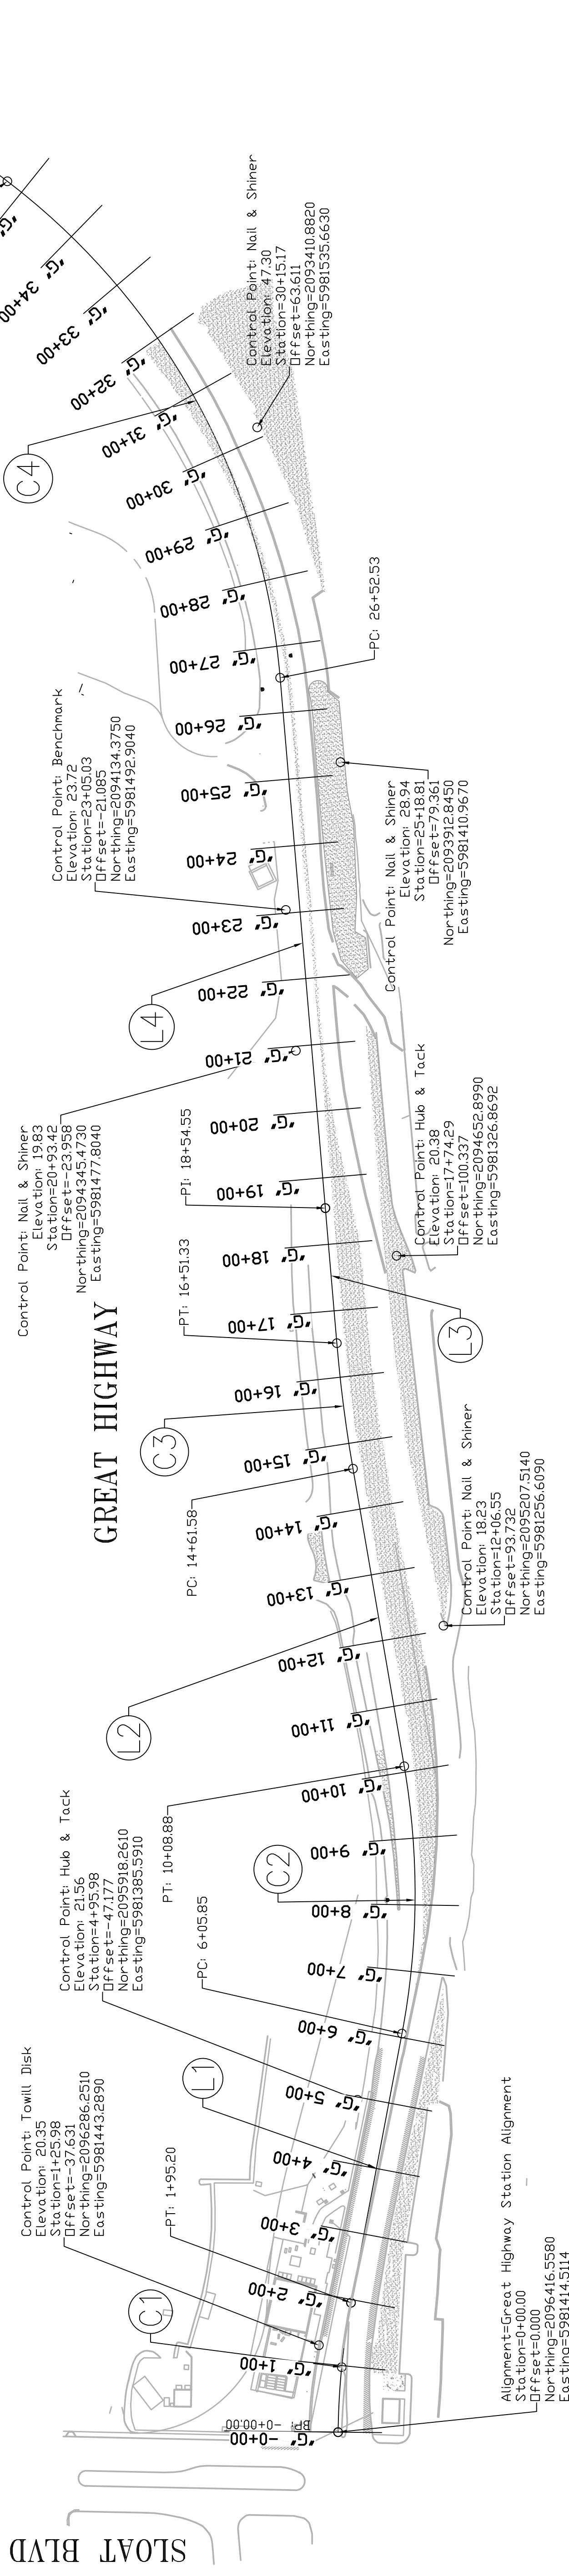 "G" 34+00
"G" 33+00
"G" 32+00
C4
"G" 31+00
"G" 30+00
"G" 29+00
"G" 28+00
"G" 27+00
"G" 26+00
"G" 25+00
"G" 24+00
"G" 23+00
"G" 22+00
"G" 21+00
"G" 20+00
"G" 19+00
"G" 18+00
"G" 17+00
"G" 16+00
"G" 15+00
"G" 14+00
"G" 13+00
"G" 12+00
"G" 11+00
"G" 10+00
"G" 9+00
"G" 8+00
"G" 7+00
"G" 6+00
"G" 5+00
"G" 4+00
"G" 3+00
"G" 2+00
"G" 1+00
"G" -0+00
BP: -0+00.00
Control Point: Nail & Shiner
Elevation: 47.30
Station=30+15.17
Offset=63.611
Northing=2093410.8820
Easting=5981535.6630
PC: 26+52.53
Control Point: Benchmark
Elevation: 23.72
Station=23+05.03
Offset=-21.085
Northing=2094134.3750
Easting=5981492.9040
Control Point: Nail & Shiner
Elevation: 28.94
Station=25+18.81
Offset=79.361
Northing=2093912.8450
Easting=5981410.9670
L4
Control Point: Nail & Shiner
Elevation: 19.83
Station=20+93.42
Offset=-23.958
Northing=2094345.4730
Easting=5981477.8040
PI: 18+54.55
Control Point: Hub & Tack
Elevation: 20.38
Station=17+74.29
Offset=100.337
Northing=2094652.8990
Easting=5981326.8692
PT: 16+51.33
L3
GREAT HIGHWAY
C3
PC: 14+61.58
Control Point: Nail & Shiner
Elevation: 18.23
Station=12+06.55
Offset=93.732
Northing=2095207.5140
Easting=5981256.6090
L2
PT: 10+08.88
C2
Control Point: Hub & Tack
Elevation: 21.56
Station=4+95.98
Offset=-47.177
Northing=2095918.2610
Easting=5981385.5910
PC: 6+05.85
L1
Control Point: Towill Disk
Elevation: 20.35
Station=1+25.98
Offset=-37.631
Northing=2096286.2510
Easting=5981443.2890
PT: 1+95.20
C1
Alignment=Great Highway Station Alignment
Station=0+00.00
Offset=0.000
Northing=2096416.5580
Easting=5981414.5114
SLOAT BLVD